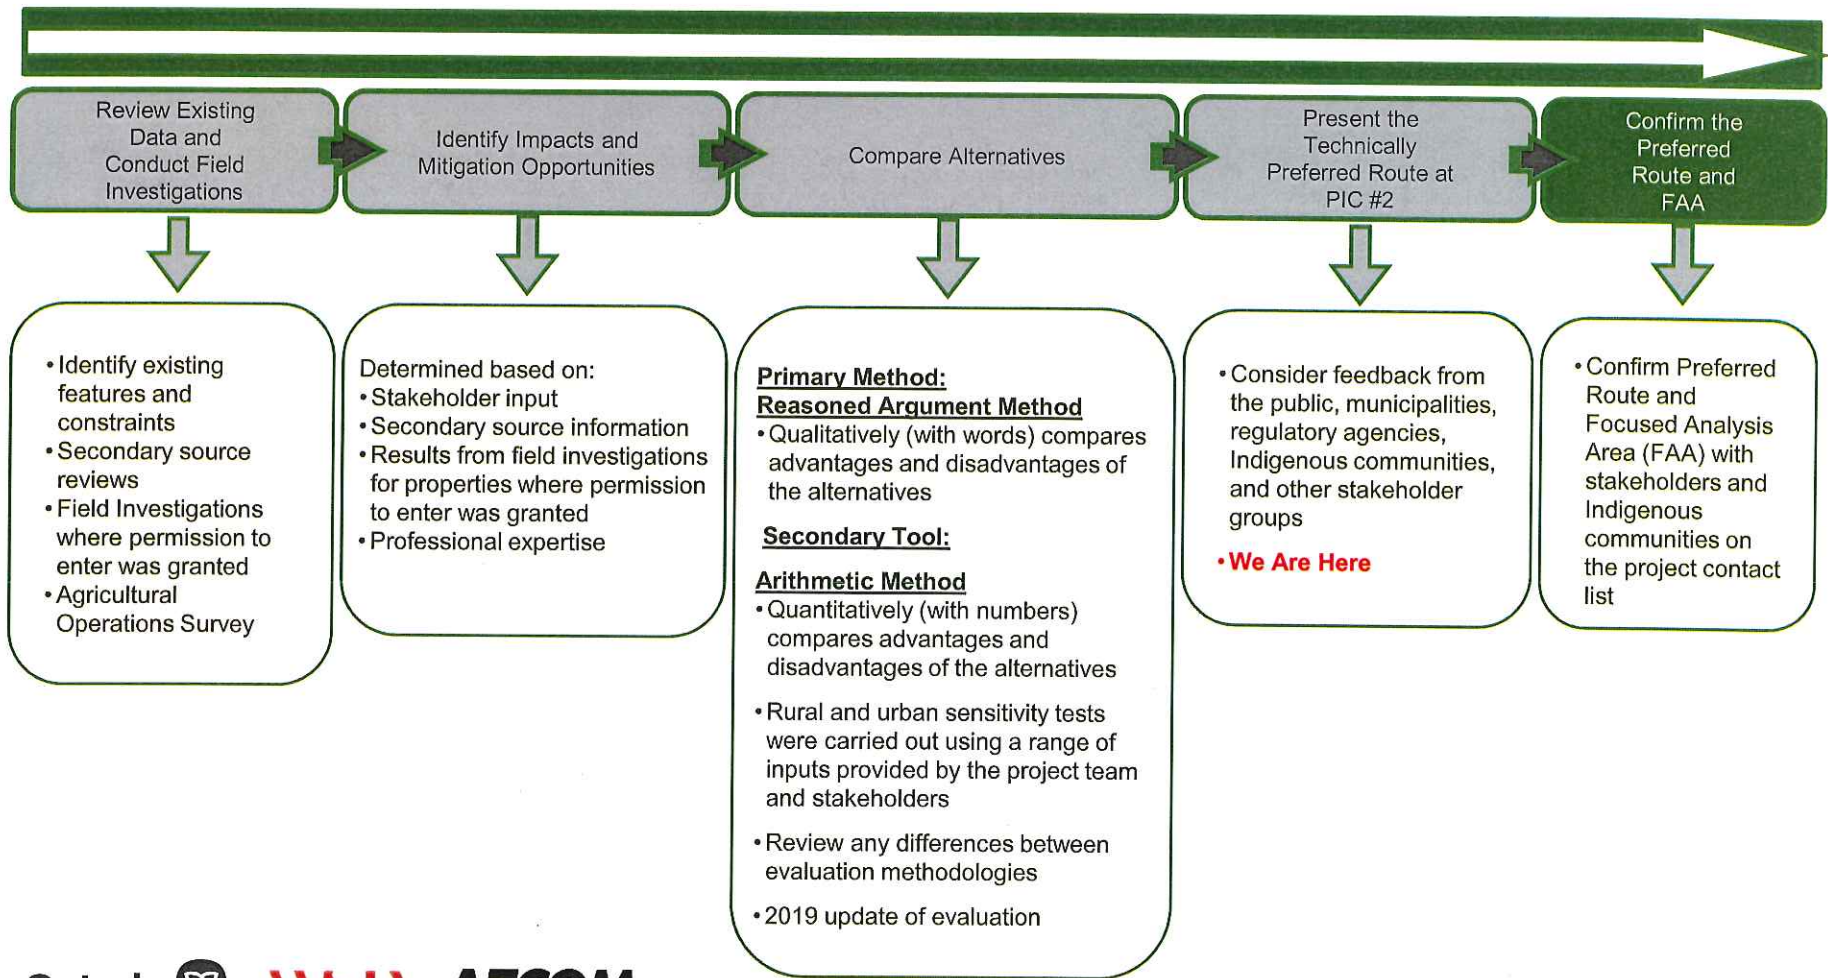 Review Existing
Data and
Conduct Field
Investigations
Identify Impacts and
Mitigation Opportunities
Compare Alternatives
Present the
Technically
Preferred Route at
PIC #2
Confirm the
Preferred
Route and
FAA
• Identify existing
features and
constraints
• Secondary source
reviews
• Field Investigations
where permission to
enter was granted
• Agricultural
Operations Survey
Determined based on:
• Stakeholder input
• Secondary source information
• Results from field investigations
for properties where permission
to enter was granted
• Professional expertise
Primary Method:
Reasoned Argument Method
• Qualitatively (with words) compares
advantages and disadvantages of
the alternatives
Secondary Tool:
Arithmetic Method
• Quantitatively (with numbers)
compares advantages and
disadvantages of the alternatives
• Rural and urban sensitivity tests
were carried out using a range of
inputs provided by the project team
and stakeholders
• Review any differences between
evaluation methodologies
• 2019 update of evaluation
• Consider feedback from
the public, municipalities,
regulatory agencies,
Indigenous communities,
and other stakeholder
groups
• We Are Here
• Confirm Preferred
Route and
Focused Analysis
Area (FAA) with
stakeholders and
Indigenous
communities on
the project contact
list
AECOM